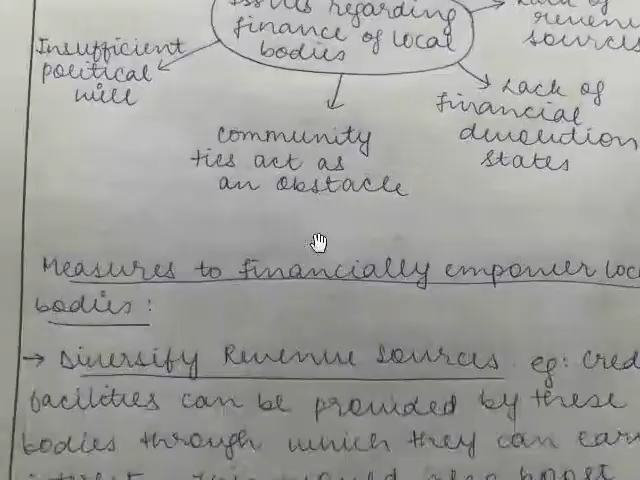 Issues regarding
finance of local
bodies
Lack of
revenue
sources
Insufficient
political
will
Lack of
financial
devolution
states
community
ties act as
an obstacle
Measures to financially empower
bodies:
→ Diversify Revenue sources eg:
facilities can be provided by these
bodies through which they can earn
also boost